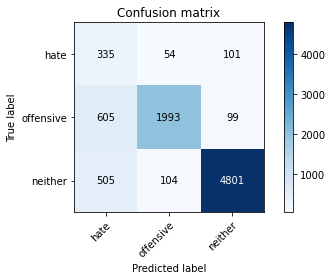 Confusion matrix
hate 335 54 101
offensive 605 1993 99
neither 505 104 4801
hate offensive neither
True label
Predicted label
4000
3000
2000
1000